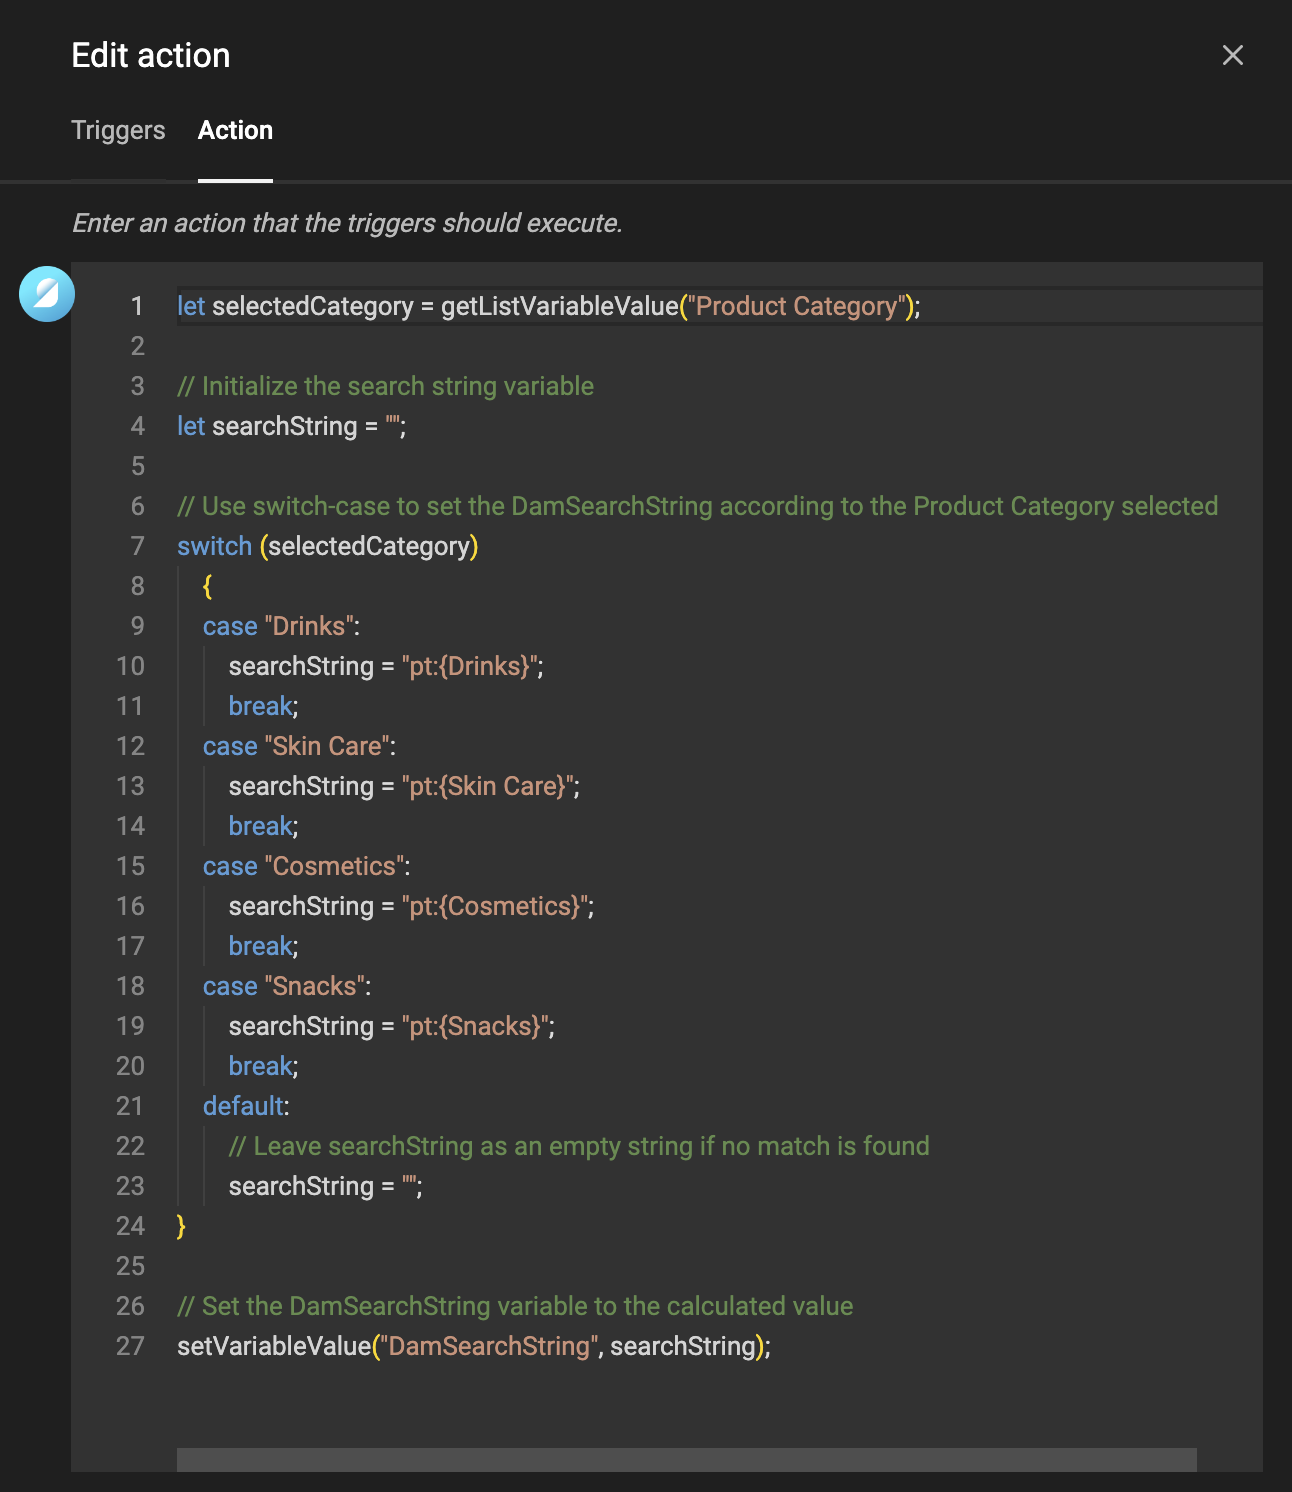 Edit action
Triggers Action
Enter an action that the triggers should execute.
1 let selectedCategory = getListVariableValue("Product Category");
2
3 // Initialize the search string variable
4 let searchString = "";
5
6 // Use switch-case to set the DamSearchString according to the Product Category selected
7 switch (selectedCategory)
8 {
9 case "Drinks":
10 searchString = "pt:{Drinks}";
11 break;
12 case "Skin Care":
13 searchString = "pt:{Skin Care}";
14 break;
15 case "Cosmetics":
16 searchString = "pt:{Cosmetics}";
17 break;
18 case "Snacks":
19 searchString = "pt:{Snacks}";
20 break;
21 default:
22 // Leave searchString as an empty string if no match is found
23 searchString = "";
24 }
25
26 // Set the DamSearchString variable to the calculated value
27 setVariableValue("DamSearchString", searchString);